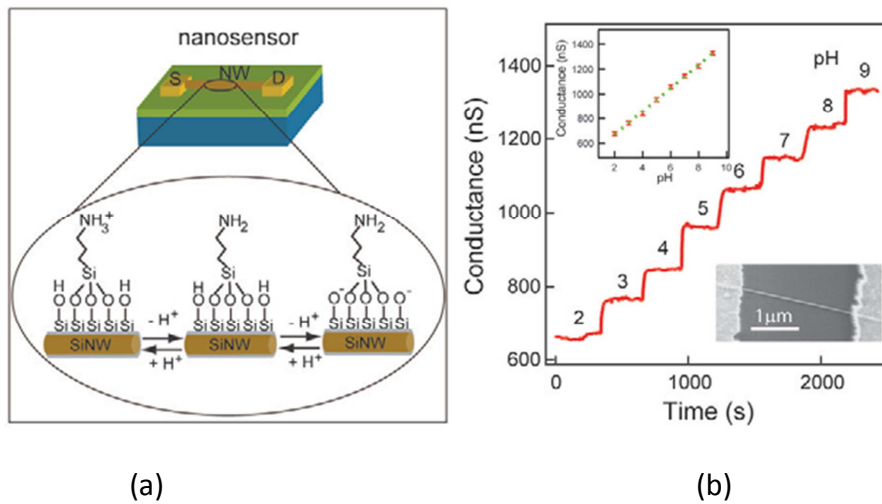 nanosensor
S NW D
NH3+ NH2 NH2
Si Si Si
H H H H
O O O O O O O O O O O- O O O O-
Si Si Si Si Si - H+ Si Si Si Si Si - H+ Si Si Si Si Si
SiNW + H+ SiNW + H+ SiNW
(a)
Conductance (nS)
1400
1200
1000
800
600
0 1000 2000
Time (s)
pH
2
3
4
5
6
7
8
9
Conductance (nS)
1400
1200
1000
800
600
2 4 6 8 10
pH
1μm
(b)